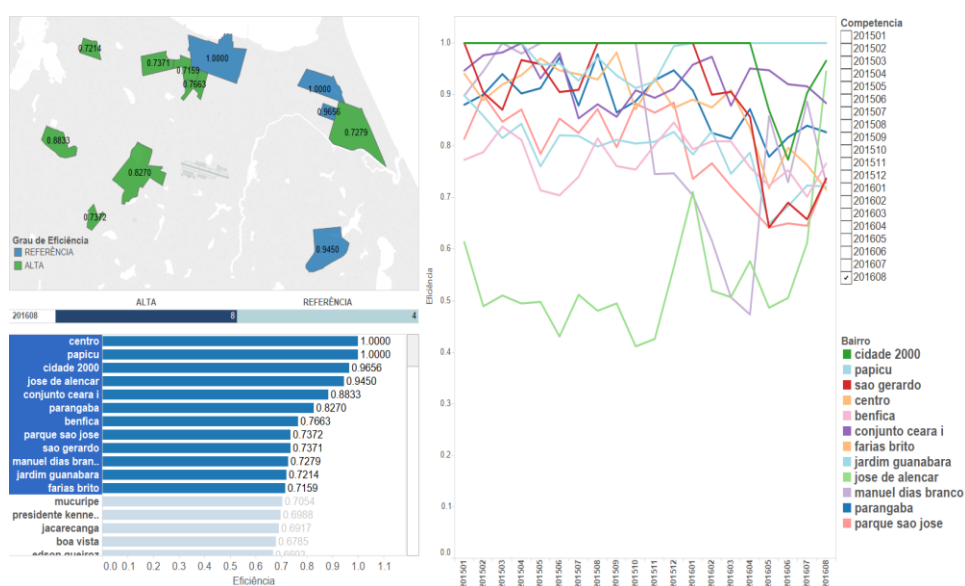 0.7214
0.7371
1.0000
0.7159
0.7663
1.0000
0.9656
0.7279
0.8833
0.8270
0.7372
0.9450
Grau de Eficiência
REFERÊNCIA
ALTA
ALTA REFERÊNCIA
201608 8 4
centro 1.0000
papicu 1.0000
cidade 2000 0.9656
jose de alencar 0.9450
conjunto ceara i 0.8833
parangaba 0.8270
benfica 0.7663
parque sao jose 0.7372
sao gerardo 0.7371
manuel dias bran.. 0.7279
jardim guanabara 0.7214
farias brito 0.7159
mucuripe 0.7054
presidente kenne.. 0.6988
jacarecanga 0.6917
boa vista 0.6785
edson queiroz 0.6692
0.0 0.1 0.2 0.3 0.4 0.5 0.6 0.7 0.8 0.9 1.0 1.1
Eficiência
1.0
0.9
0.8
0.7
0.6
0.5
0.4
0.3
0.2
0.1
0.0
Eficiência
201501 201502 201503 201504 201505 201506 201507 201508 201509 201510 201511 201512 201601 201602 201603 201604 201605 201606 201607 201608
Competencia
201501
201502
201503
201504
201505
201506
201507
201508
201509
201510
201511
201512
201601
201602
201603
201604
201605
201606
201607
201608
Bairro
cidade 2000
papicu
sao gerardo
centro
benfica
conjunto ceara i
farias brito
jardim guanabara
jose de alencar
manuel dias branco
parangaba
parque sao jose